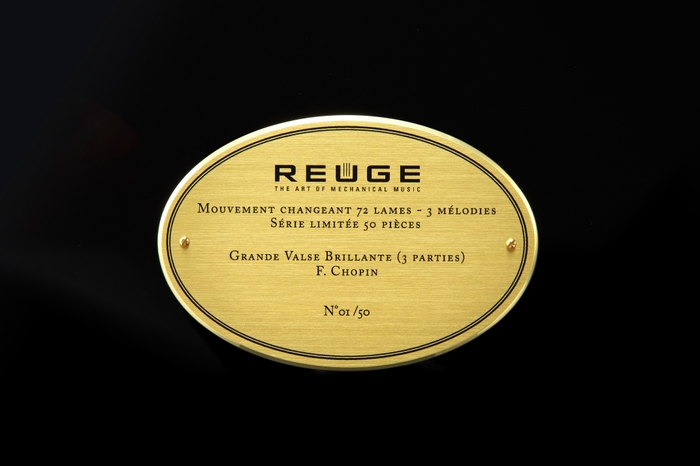 REUGE
THE ART OF MECHANICAL MUSIC
Mouvement changeant 72 lames - 3 mélodies
Série limitée 50 pièces
Grande Valse Brillante (3 parties)
F. Chopin
N°01/50